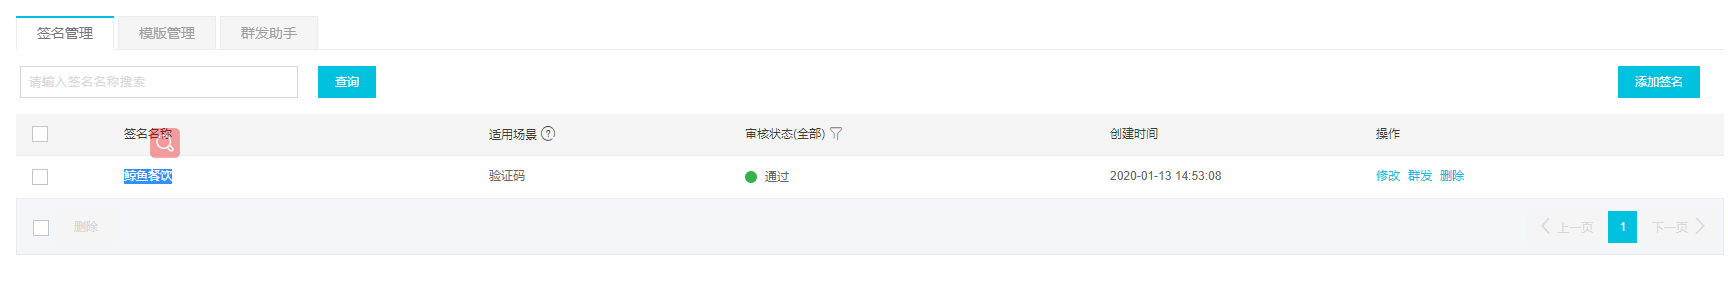 签名管理 模版管理 群发助手
请输入签名名称搜索 查询 添加签名
签名名称 适用场景 ? 审核状态(全部) 创建时间 操作
鲸鱼餐饮 验证码 通过 2020-01-13 14:53:08 修改 群发 删除
删除 上一页 1 下一页